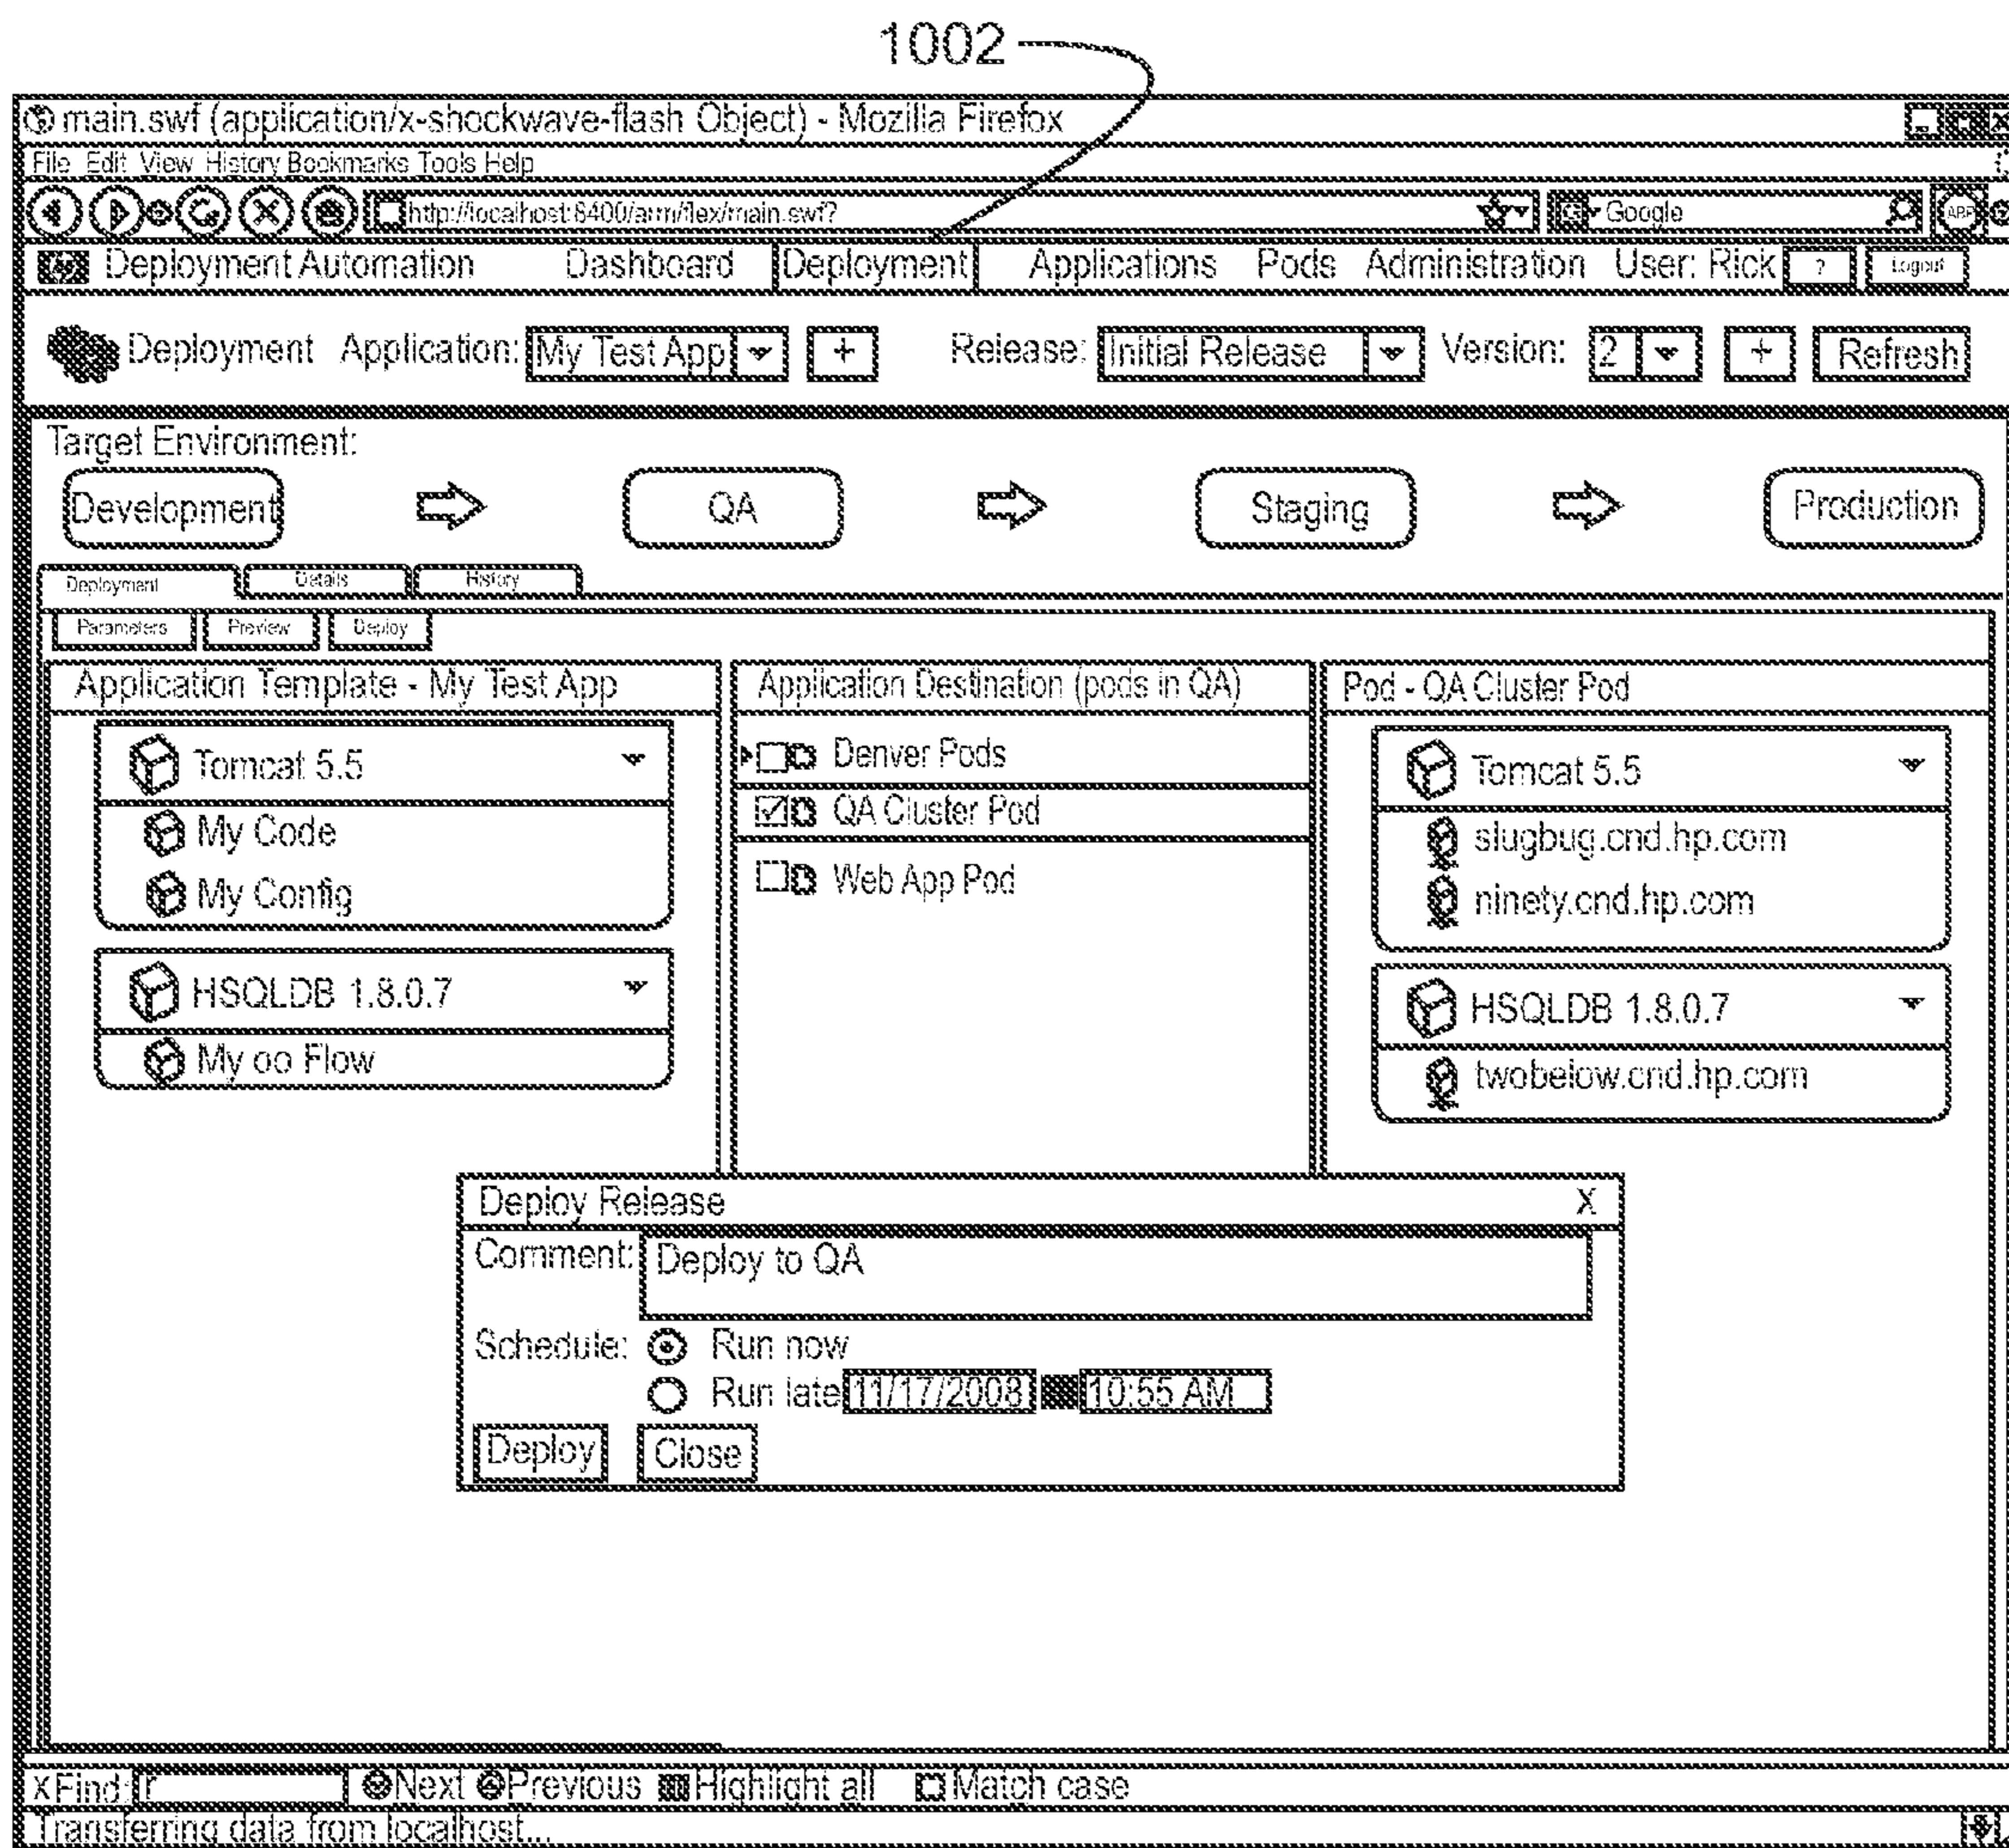 1002
main.swf (application/x-shockwave-flash Object) - Mozilla Firefox
File Edit View History Bookmarks Tools Help
http://localhost:8400/arm/flex/main.swf? G Google ABP
Deployment Automation Dashboard Deployment Applications Pods Administration User: Rick ? Logout
Deployment Application: My Test App + Release: Initial Release Version: 2 + Refresh
Target Environment:
Development QA Staging Production
Deployment Details History
Parameters Preview Deploy
Application Template - My Test App Application Destination (pods in QA) Pod - QA Cluster Pod
Tomcat 5.5 Denver Pods Tomcat 5.5
My Code QA Cluster Pod slugbug.cnd.hp.com
My Config Web App Pod ninety.cnd.hp.com
HSQLDB 1.8.0.7 HSQLDB 1.8.0.7
My oo Flow twobelow.cnd.hp.com
Deploy Release X
Comment: Deploy to QA
Schedule: Run now
Run late 11/17/2008 10:55 AM
Deploy Close
X Find: r Next Previous Highlight all Match case
Transferring data from localhost...